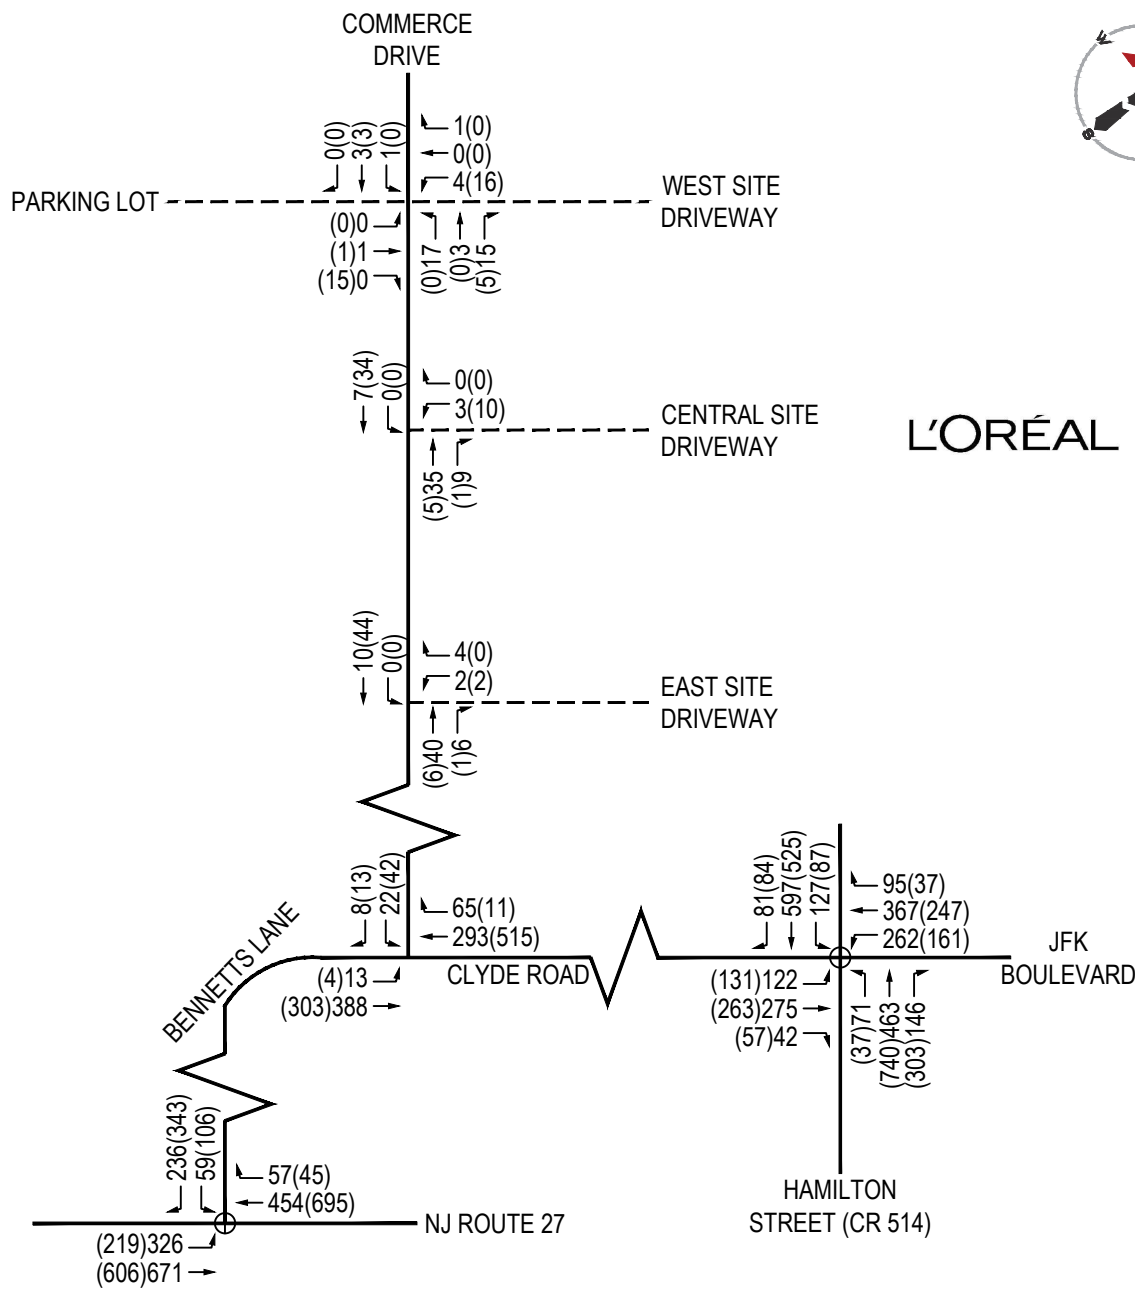 COMMERCE
DRIVE
0(0)
3(3)
1(0)
1(0)
0(0)
4(16)
PARKING LOT
WEST SITE
DRIVEWAY
(0)0
(1)1
(15)0
(0)17
(0)3
(5)15
7(34)
0(0)
0(0)
3(10)
CENTRAL SITE
DRIVEWAY
L'ORÉAL
(5)35
(1)9
10(44)
0(0)
4(0)
2(2)
EAST SITE
DRIVEWAY
(6)40
(1)6
8(13)
22(42)
65(11)
293(515)
81(84)
597(525)
127(87)
95(37)
367(247)
262(161)
BENNETTS LANE
(4)13
(303)388
CLYDE ROAD
JFK
BOULEVARD
(131)122
(263)275
(57)42
(37)71
(740)463
(303)146
236(343)
59(106)
57(45)
454(695)
NJ ROUTE 27
(219)326
(606)671
HAMILTON
STREET (CR 514)